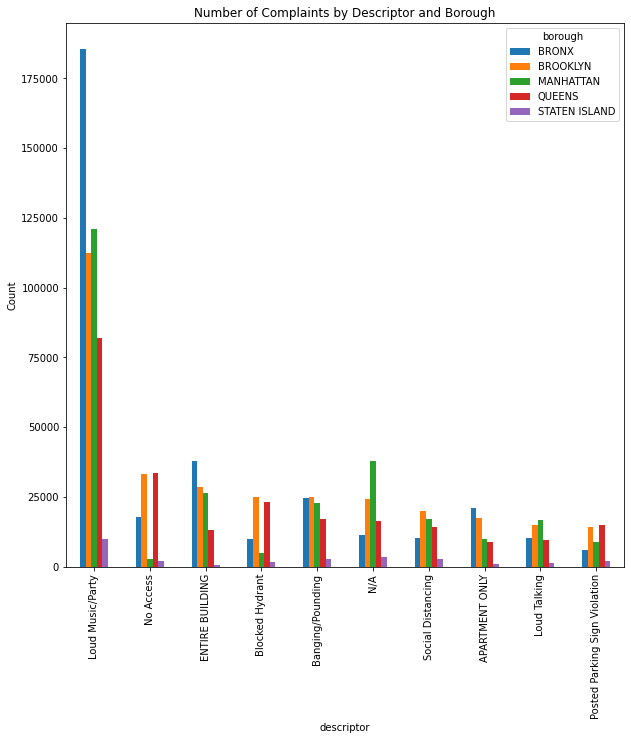 Number of Complaints by Descriptor and Borough
borough
BRONX
BROOKLYN
MANHATTAN
QUEENS
STATEN ISLAND
175000
150000
125000
100000
75000
50000
25000
0
Count
Loud Music/Party
No Access
ENTIRE BUILDING
Blocked Hydrant
Banging/Pounding
N/A
Social Distancing
APARTMENT ONLY
Loud Talking
Posted Parking Sign Violation
descriptor